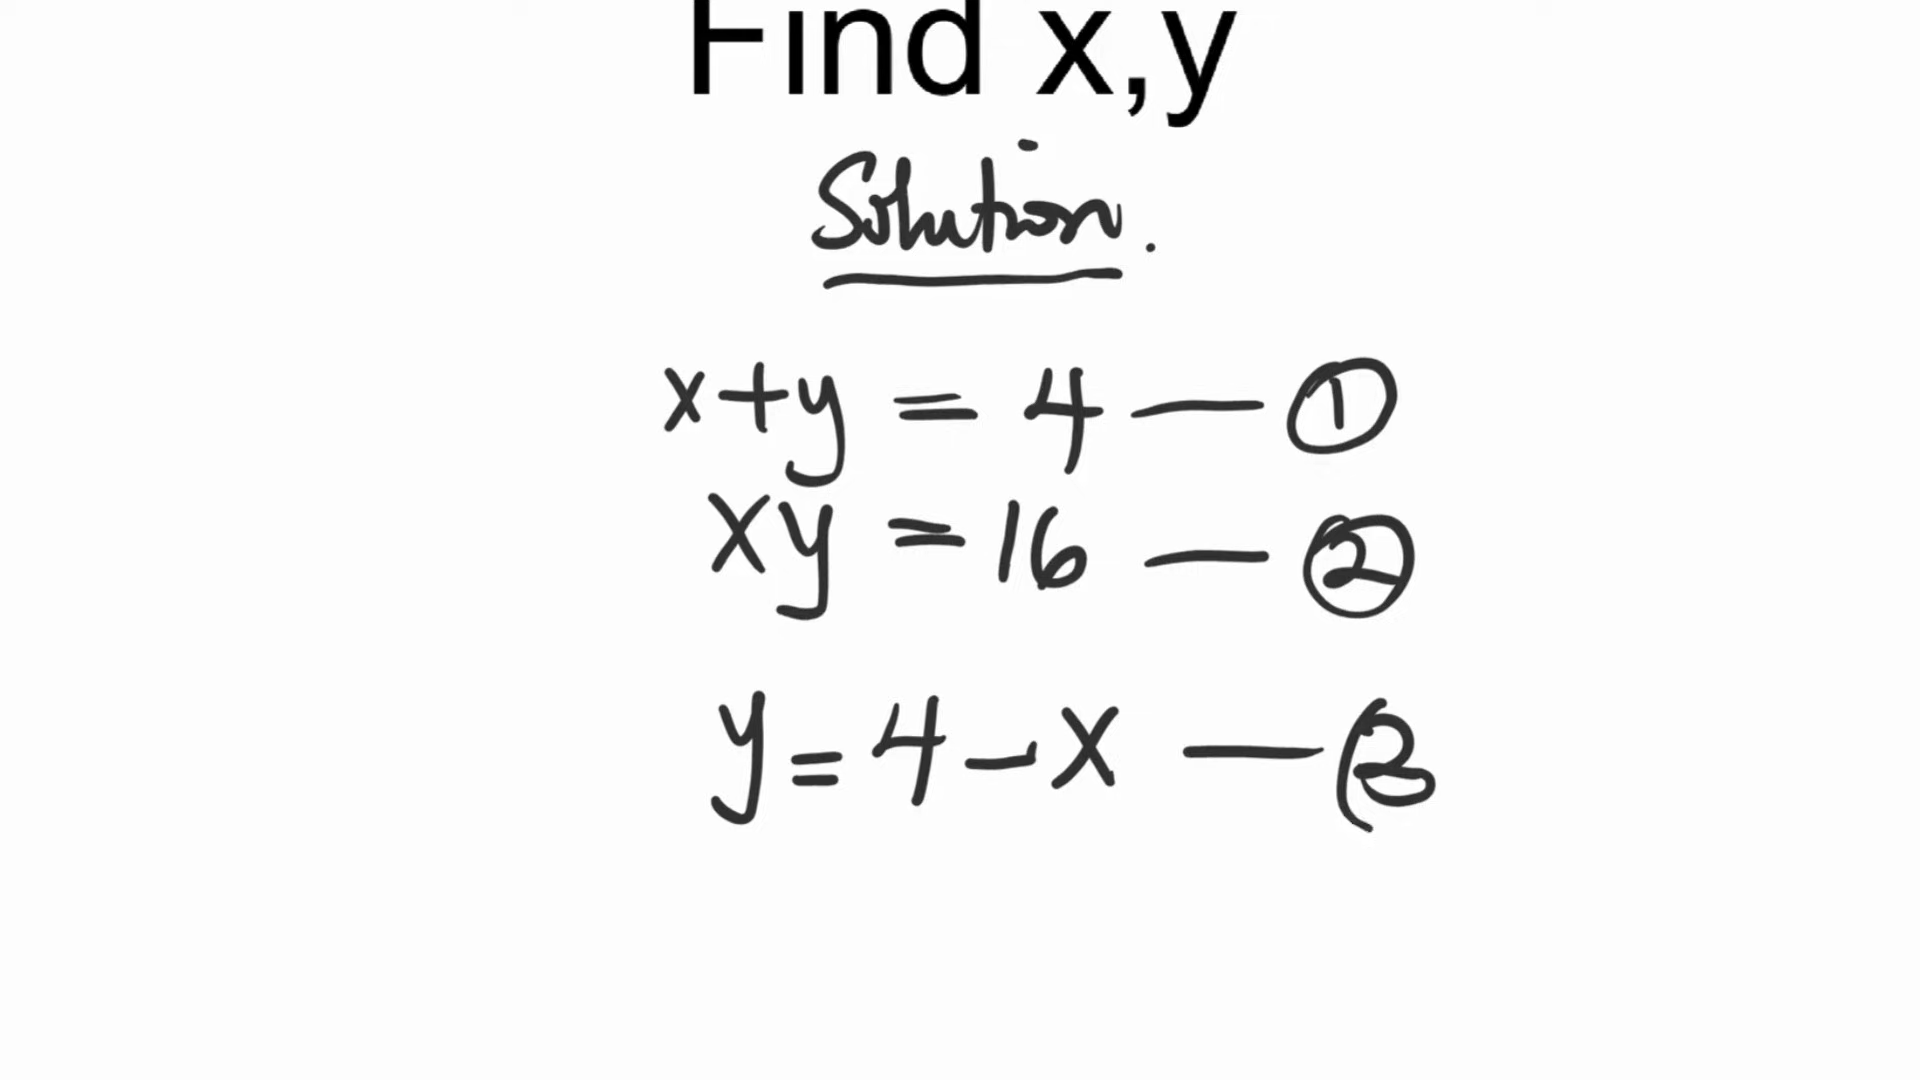 Find x,y
Solution.
x+y = 4 — ①
xy = 16 — ②
y = 4 - x — (3